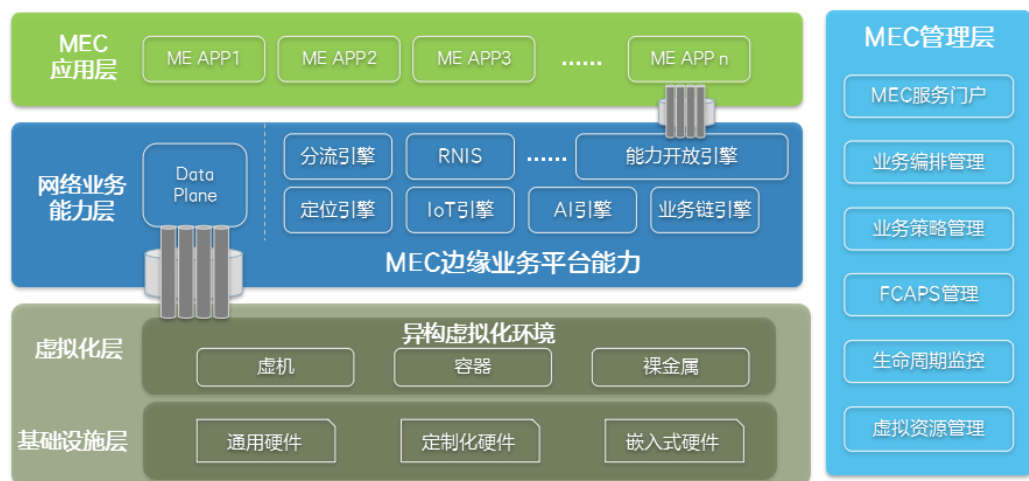 MEC
应用层
ME APP1
ME APP2
ME APP3
......
ME APP n
网络业务
能力层
Data
Plane
分流引擎
RNIS
......
能力开放引擎
定位引擎
IoT引擎
AI引擎
业务链引擎
MEC边缘业务平台能力
虚拟化层
异构虚拟化环境
虚机
容器
裸金属
基础设施层
通用硬件
定制化硬件
嵌入式硬件
MEC管理层
MEC服务门户
业务编排管理
业务策略管理
FCAPS管理
生命周期监控
虚拟资源管理